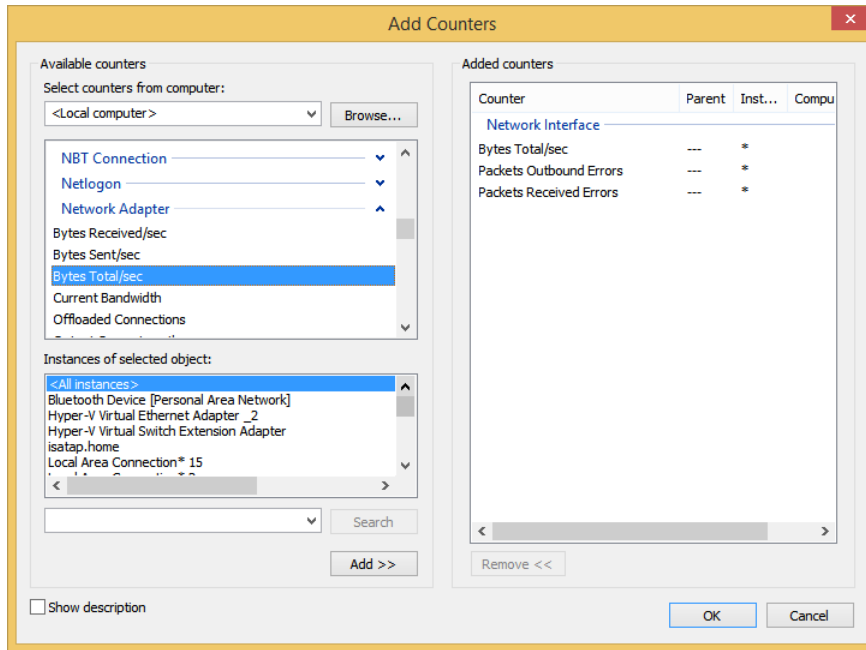 Add Counters
Available counters
Select counters from computer:
<Local computer>
Browse...
NBT Connection
Netlogon
Network Adapter
Bytes Received/sec
Bytes Sent/sec
Bytes Total/sec
Current Bandwidth
Offloaded Connections
Instances of selected object:
<All instances>
Bluetooth Device [Personal Area Network]
Hyper-V Virtual Ethernet Adapter _2
Hyper-V Virtual Switch Extension Adapter
isatap.home
Local Area Connection* 15
Search
Add >>
Show description
Added counters
Counter Parent Inst... Compu
Network Interface
Bytes Total/sec --- *
Packets Outbound Errors --- *
Packets Received Errors --- *
Remove <<
OK Cancel